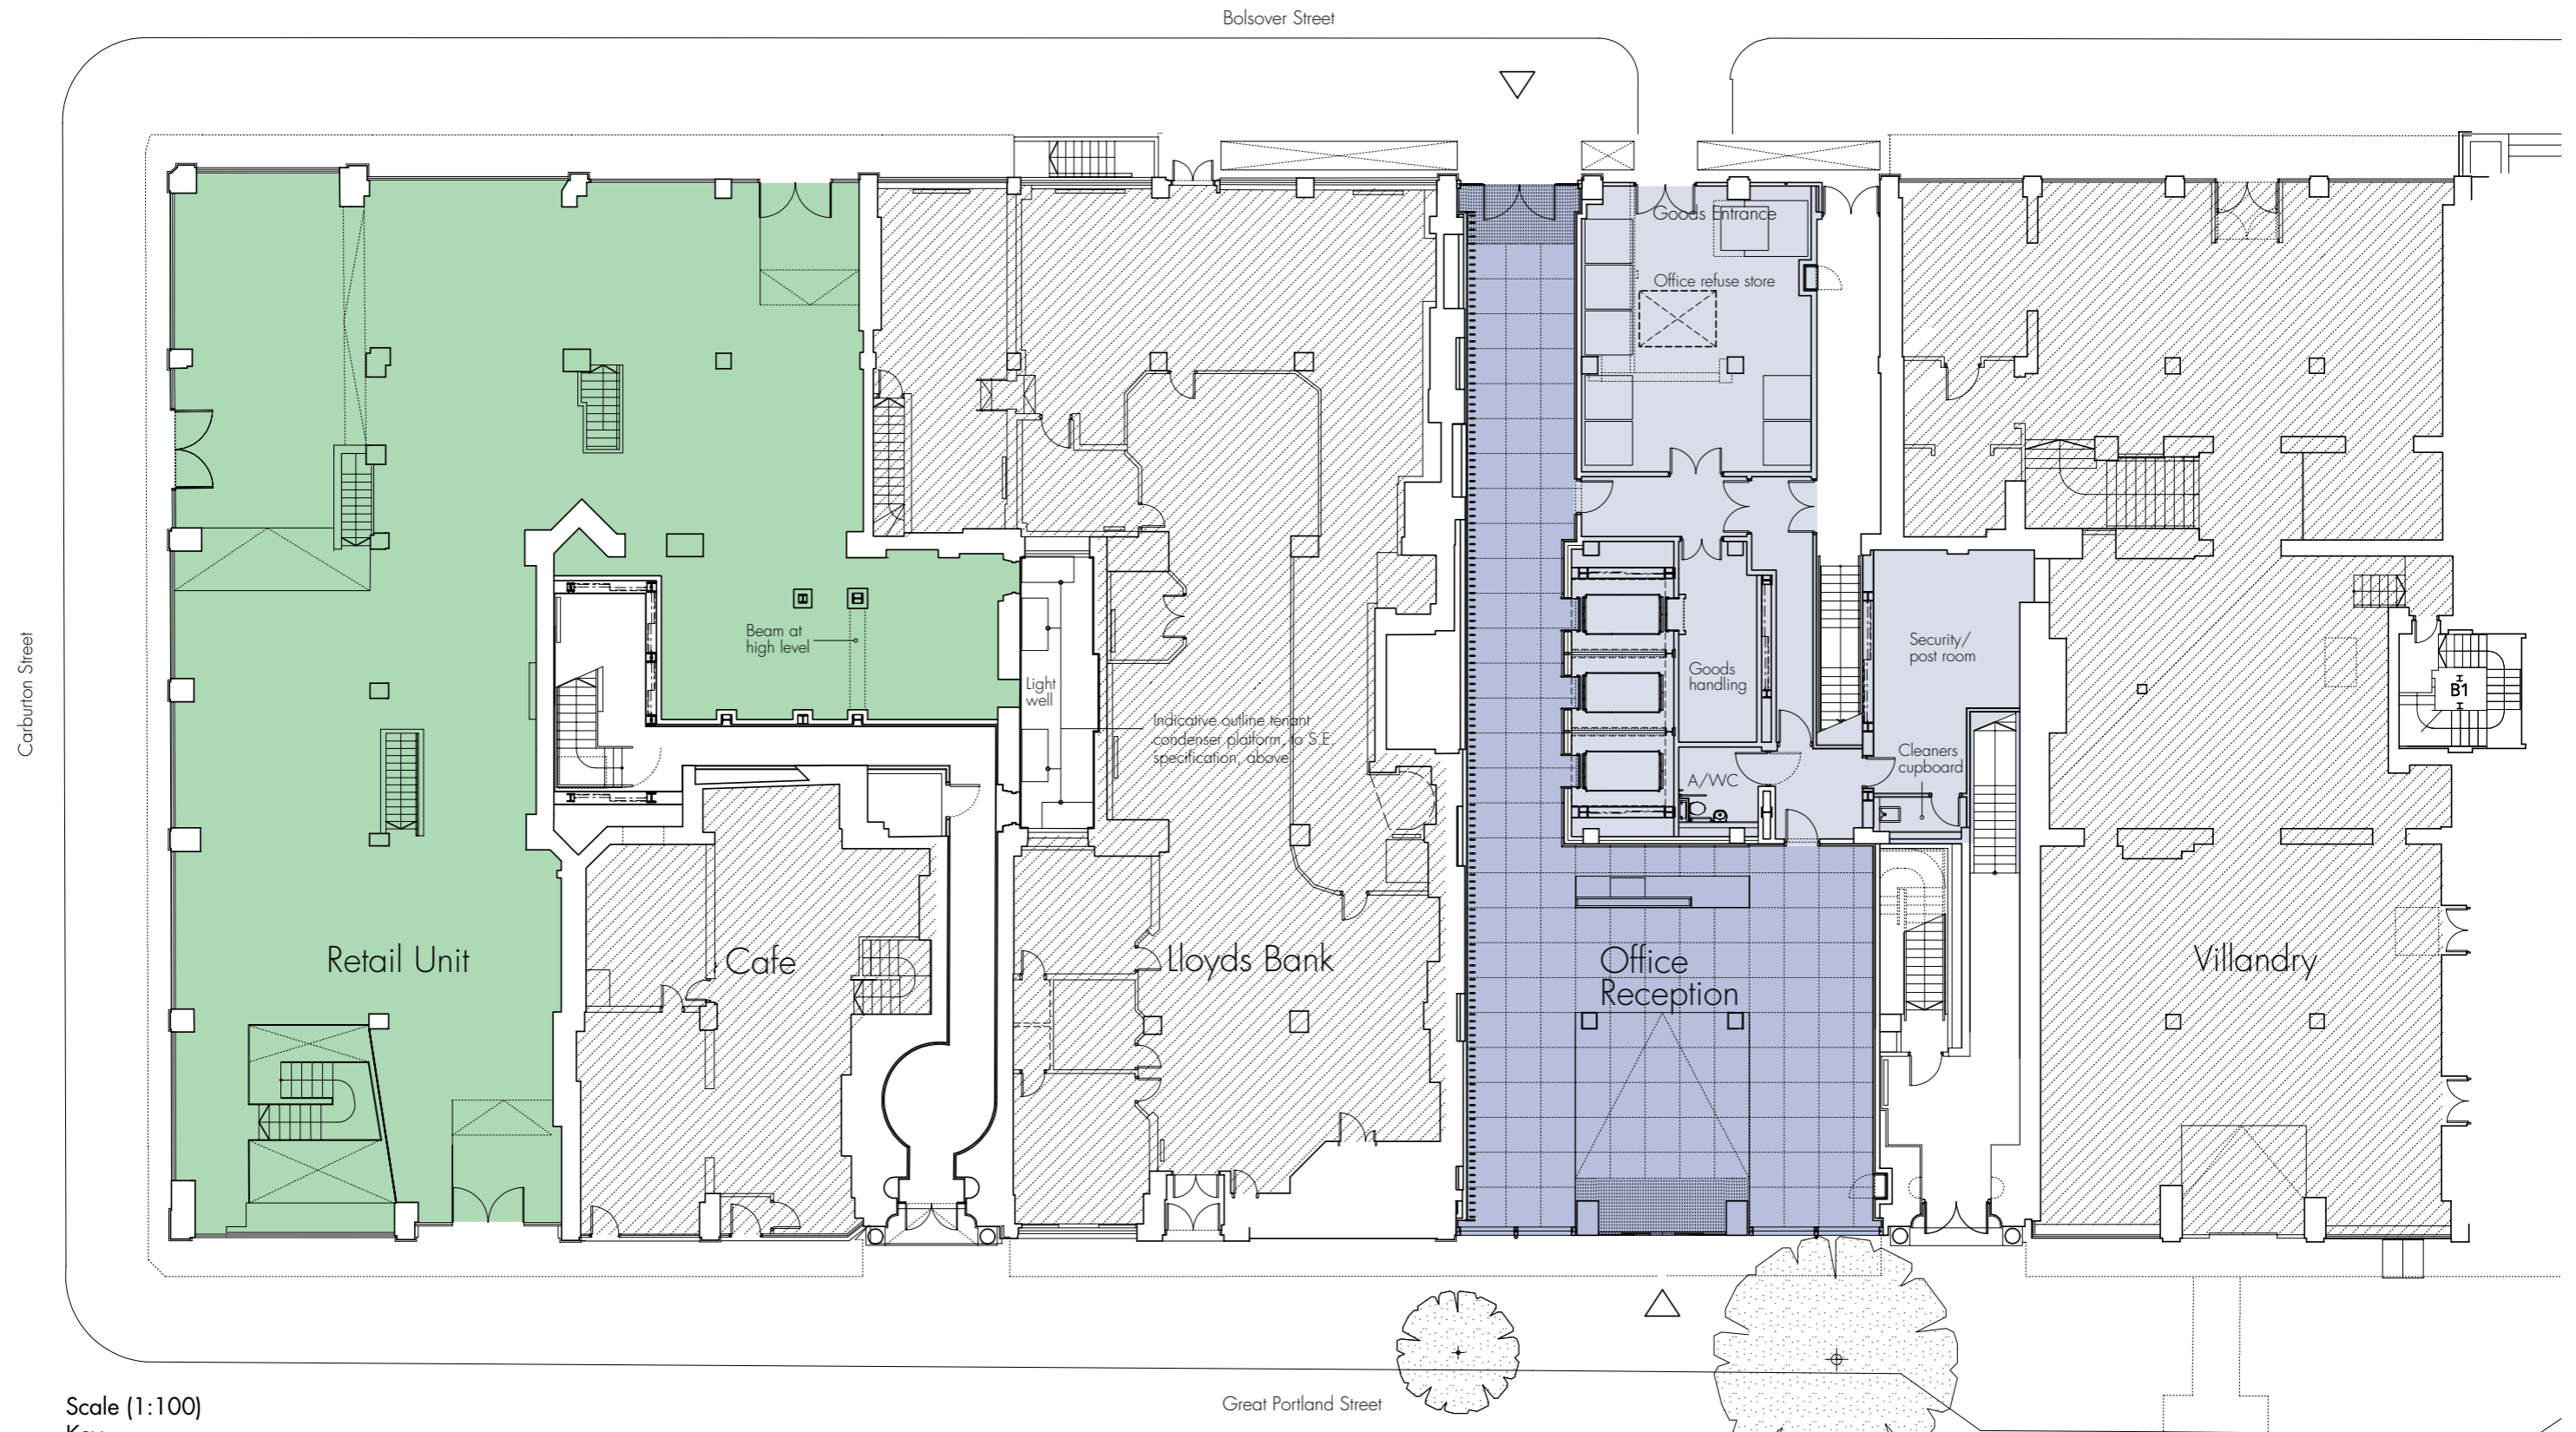 Bolsover Street
Goods Entrance
Office refuse store
Carburton Street
Beam at
high level
Light
well
Indicative outline tenant
condenser platform, to S.E.
specification, above
Goods
handling
Security/
post room
Cleaners
cupboard
A/WC
B1
Retail Unit
Cafe
Lloyds Bank
Office
Reception
Villandry
Great Portland Street
Scale (1:100)